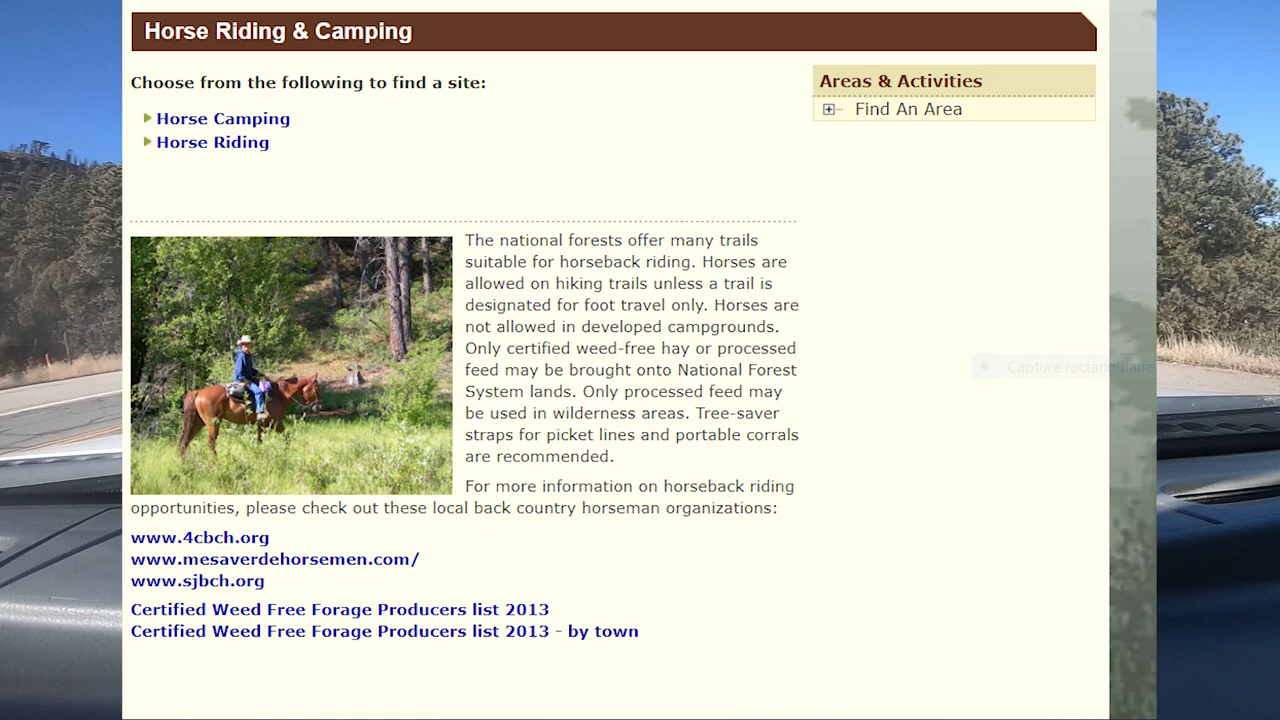 Horse Riding & Camping
Choose from the following to find a site:
Horse Camping
Horse Riding
Areas & Activities
Find An Area
The national forests offer many trails
suitable for horseback riding. Horses are
allowed on hiking trails unless a trail is
designated for foot travel only. Horses are
not allowed in developed campgrounds.
Only certified weed-free hay or processed
feed may be brought onto National Forest
System lands. Only processed feed may
be used in wilderness areas. Tree-saver
straps for picket lines and portable corrals
are recommended.
For more information on horseback riding
opportunities, please check out these local back country horseman organizations:
www.4cbch.org
www.mesaverdehorsemen.com/
www.sjbch.org
Certified Weed Free Forage Producers list 2013
Certified Weed Free Forage Producers list 2013 - by town
Capture rectangulaire